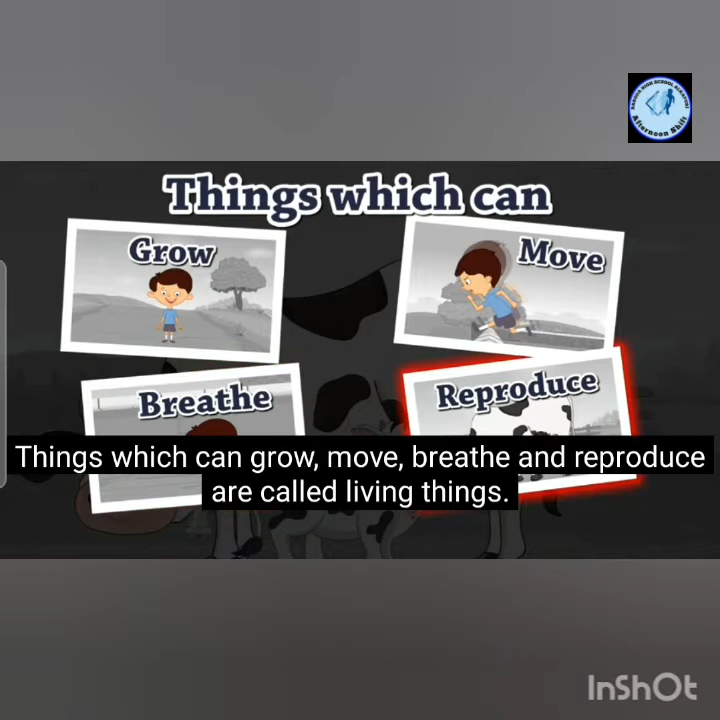 Things which can
Grow
Move
Breathe
Reproduce
Things which can grow, move, breathe and reproduce
are called living things.
Afternoon Shift
InShOt